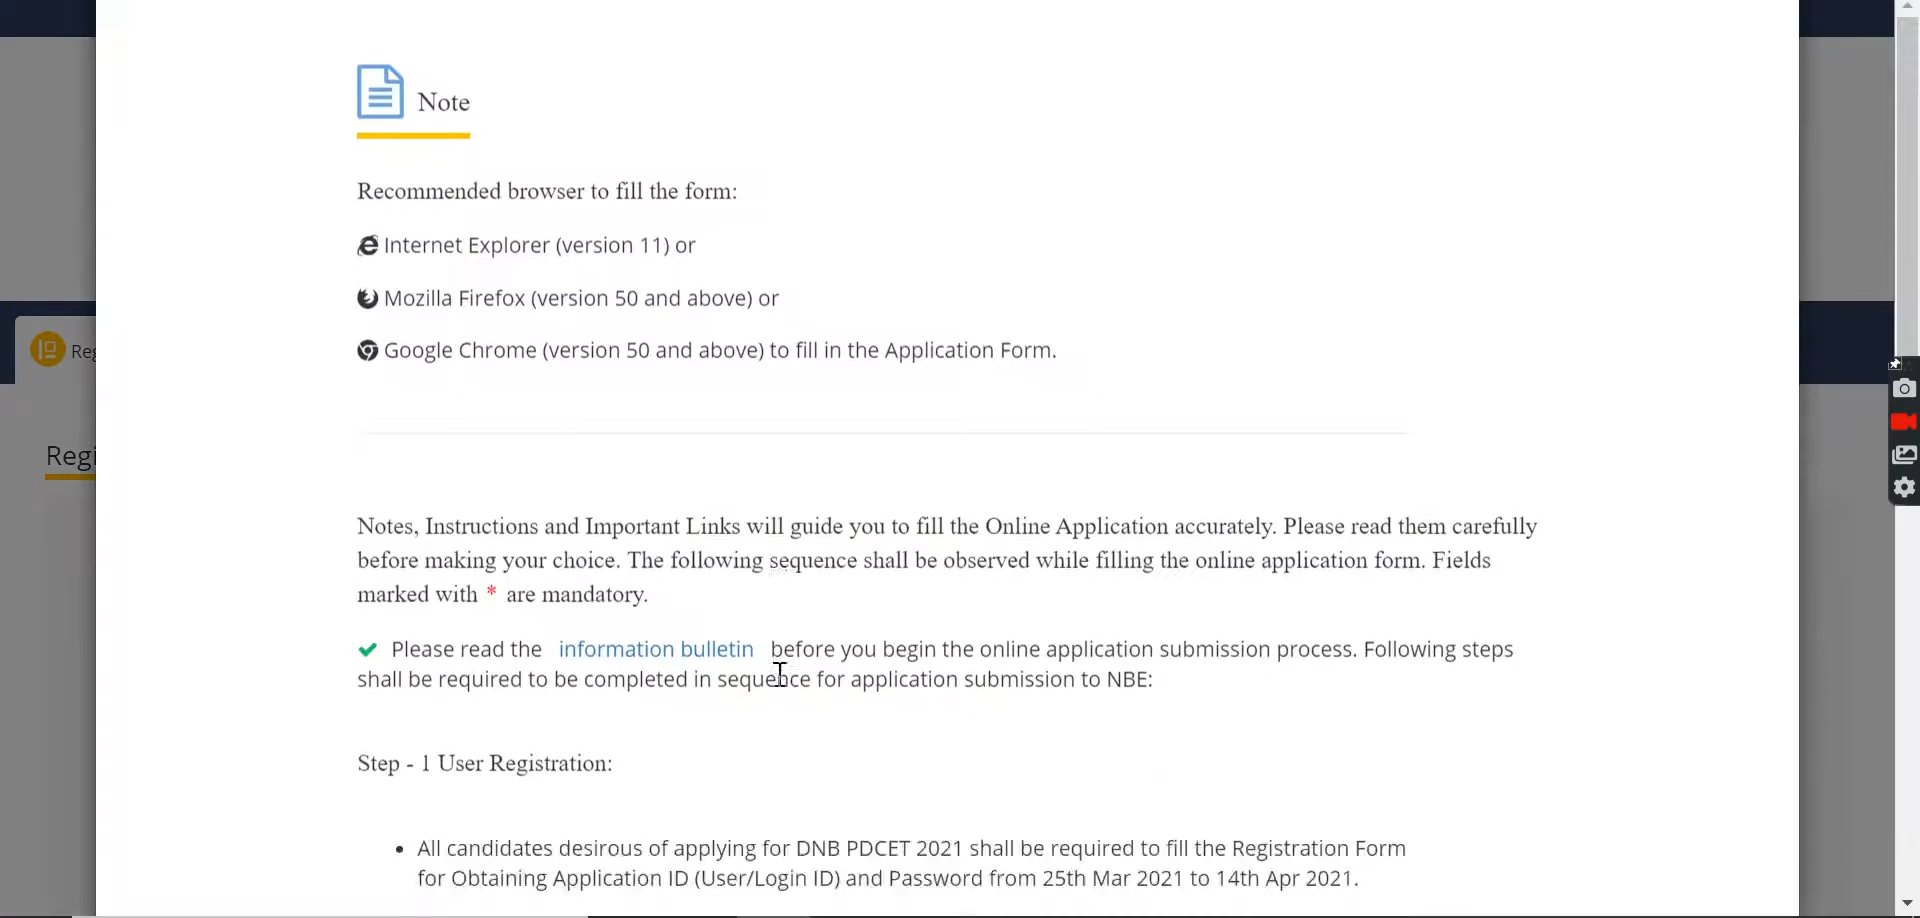 Note
Recommended browser to fill the form:
Internet Explorer (version 11) or
Mozilla Firefox (version 50 and above) or
Reg
Google Chrome (version 50 and above) to fill in the Application Form.
Regi
Notes, Instructions and Important Links will guide you to fill the Online Application accurately. Please read them carefully
before making your choice. The following sequence shall be observed while filling the online application form. Fields
marked with * are mandatory.
Please read the information bulletin before you begin the online application submission process. Following steps
shall be required to be completed in sequence for application submission to NBE:
Step - 1 User Registration:
• All candidates desirous of applying for DNB PDCET 2021 shall be required to fill the Registration Form
for Obtaining Application ID (User/Login ID) and Password from 25th Mar 2021 to 14th Apr 2021.